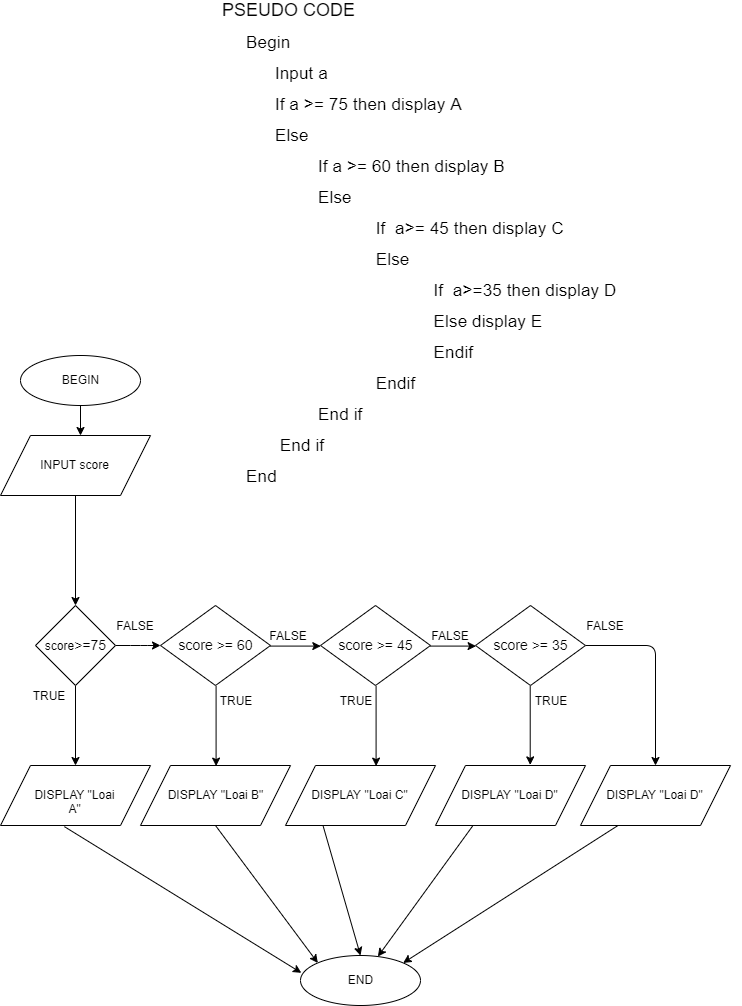 PSEUDO CODE
Begin
Input a
If a >= 75 then display A
Else
If a >= 60 then display B
Else
If  a>= 45 then display C
Else
If  a>=35 then display D
Else display E
Endif
Endif
End if
End if
End
BEGIN
INPUT score
score>=75
FALSE
score >= 60
FALSE
score >= 45
FALSE
score >= 35
FALSE
TRUE
TRUE
TRUE
TRUE
DISPLAY "Loai
A"
DISPLAY "Loai B"
DISPLAY "Loai C"
DISPLAY "Loai D"
DISPLAY "Loai D"
END